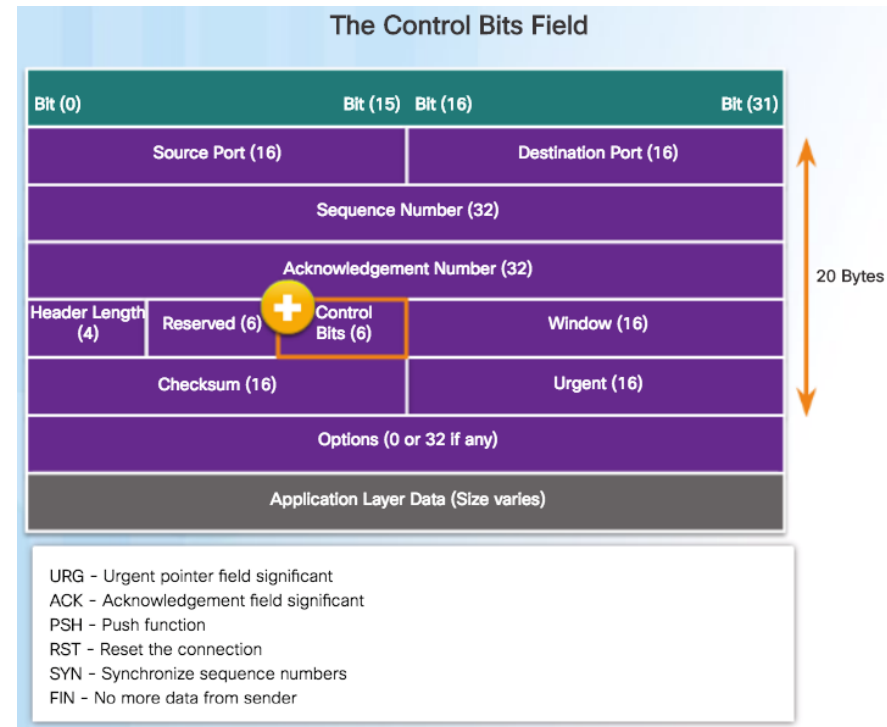 The Control Bits Field
Bit (0) Bit (15) Bit (16) Bit (31)
Source Port (16) Destination Port (16)
Sequence Number (32)
Acknowledgement Number (32)
20 Bytes
Header Length
(4)
Reserved (6)
Control
Bits (6)
Window (16)
Checksum (16) Urgent (16)
Options (0 or 32 if any)
Application Layer Data (Size varies)
URG - Urgent pointer field significant
ACK - Acknowledgement field significant
PSH - Push function
RST - Reset the connection
SYN - Synchronize sequence numbers
FIN - No more data from sender